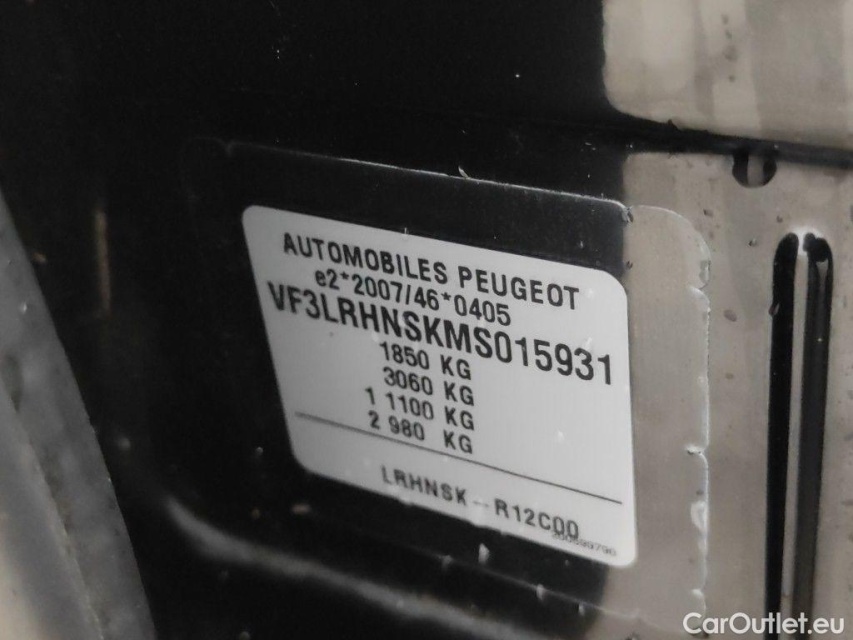 AUTOMOBILES PEUGEOT
e2*2007/46*0405
VF3LRHNSKMS015931
1850 KG
3060 KG
1 1100 KG
2 980 KG
LRHNSK--R12C00
CarOutlet.eu